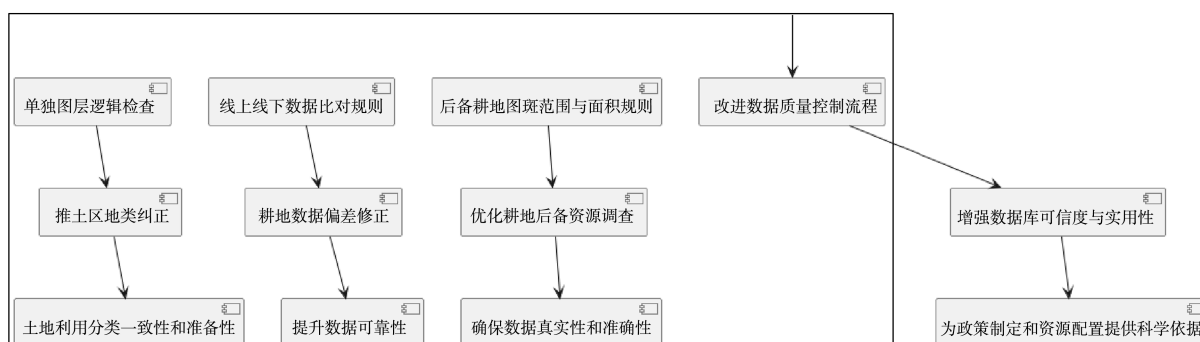 单独图层逻辑检查
线上线下数据比对规则
后备耕地图斑范围与面积规则
改进数据质量控制流程
推土区地类纠正
耕地数据偏差修正
优化耕地后备资源调查
增强数据库可信度与实用性
土地利用分类一致性和准备性
提升数据可靠性
确保数据真实性和准确性
为政策制定和资源配置提供科学依据